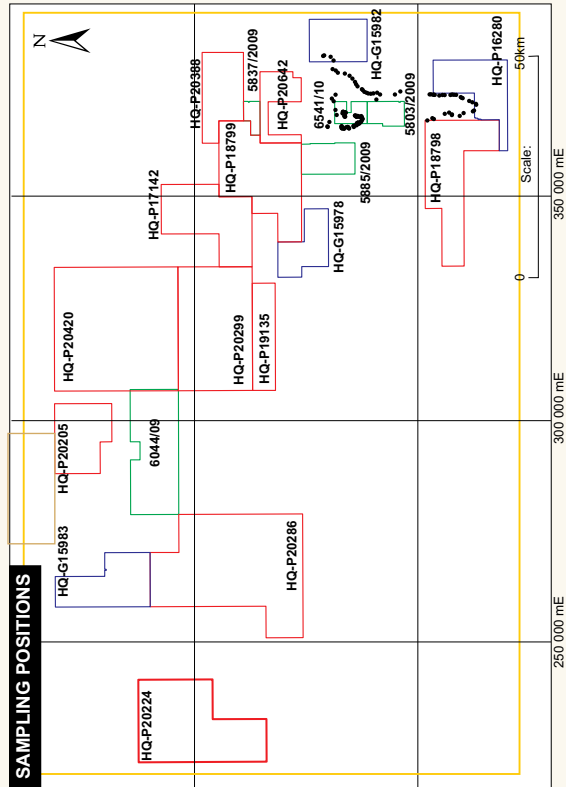 SAMPLING POSITIONS
N
HQ-P20224
HQ-G15983
HQ-P20286
HQ-P20205
6044/09
HQ-P20420
HQ-P20299
HQ-P19135
HQ-P17142
HQ-G15978
HQ-P18799
HQ-P20388
5837/2009
HQ-P20642
5885/2009
6541/10
5803/2009
HQ-G15982
HQ-P18798
HQ-P16280
Scale:
0
50km
250 000 mE
300 000 mE
350 000 mE